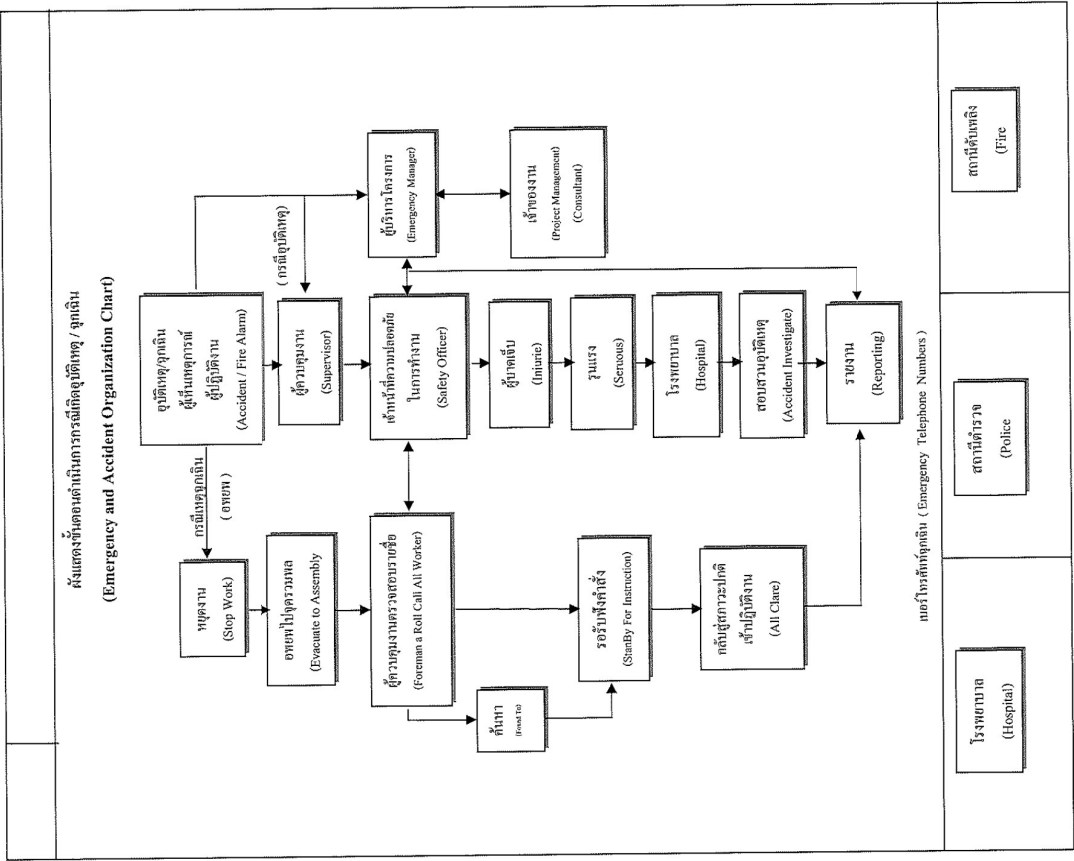 ผังแสดงขั้นตอนดำเนินการกรณีเกิดอุบัติเหตุ / ฉุกเฉิน
(Emergency and Accident Organization Chart)
อุบัติเหตุ/ฉุกเฉิน
ผู้เห็นเหตุการณ์
ผู้ปฏิบัติงาน
(Accident / Fire Alarm)
กรณีเหตุฉุกเฉิน
( อพยพ )
( กรณีอุบัติเหตุ)
หยุดงาน
(Stop Work)
ผู้ควบคุมงาน
(Supervisor)
อพยพไปจุดรวมพล
(Evacuate to Assembly
ผู้ควบคุมงานตรวจสอบรายชื่อ
(Foreman a Roll Call All Worker)
เจ้าหน้าที่ความปลอดภัย
ในการทำงาน
(Safety Officer)
ผู้บริหารโครงการ
(Emergency Manager)
ค้นหา
(Found To)
ผู้บาดเจ็บ
(Iniurie)
เจ้าของงาน
(Project Management)
(Consultant)
รุนแรง
(Seruous)
รอรับฟังคำสั่ง
(StanBy For Instruction)
โรงพยาบาล
(Hospital)
กลับสู่สภาวะปกติ
เข้าปฏิบัติงาน
(All Clare)
สอบสวนอุบัติเหตุ
(Accident Investigate)
รายงาน
(Reporting)
เบอร์โทรศัพท์ฉุกเฉิน ( Emergency Telephone Numbers )
โรงพยาบาล
(Hospital)
สถานีตำรวจ
(Police
สถานีดับเพลิง
(Fire